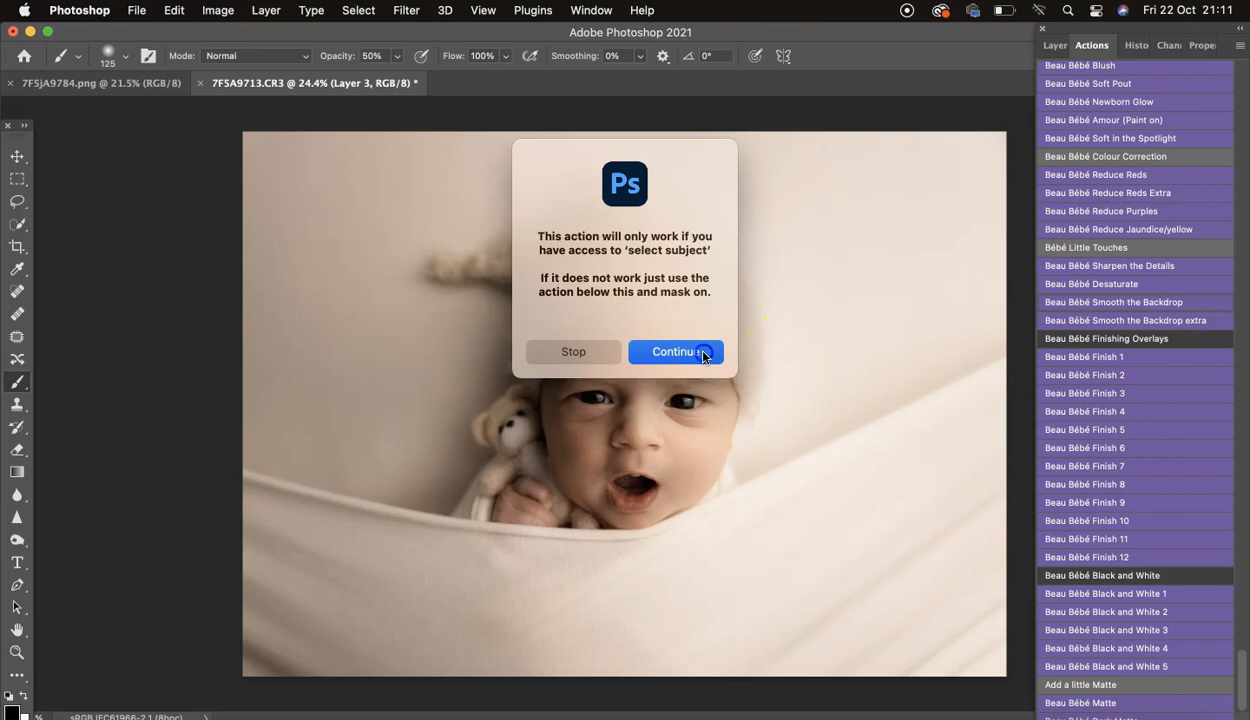 Photoshop File Edit Image Layer Type Select Filter 3D View Plugins Window Help Fri 22 Oct 21:11
Adobe Photoshop 2021
125 Mode: Normal Opacity: 50% Flow: 100% Smoothing: 0% 0°
× 7F5jA9784.png @ 21.5% (RGB/8) × 7F5A9713.CR3 @ 24.4% (Layer 3, RGB/8) *
Layer Actions Histo Chan Prope
Ps
This action will only work if you
have access to 'select subject'
If it does not work just use the
action below this and mask on.
Stop Continue
Beau Bébé Blush
Beau Bébé Soft Pout
Beau Bébé Newborn Glow
Beau Bébé Amour (Paint on)
Beau Bébé Soft in the Spotlight
Beau Bébé Colour Correction
Beau Bébé Reduce Reds
Beau Bébé Reduce Reds Extra
Beau Bébé Reduce Purples
Beau Bébé Reduce Jaundice/yellow
Bébé Little Touches
Beau Bébé Sharpen the Details
Beau Bébé Desaturate
Beau Bébé Smooth the Backdrop
Beau Bébé Smooth the Backdrop extra
Beau Bébé Finishing Overlays
Beau Bébé Finish 1
Beau Bébé Finish 2
Beau Bébé Finish 3
Beau Bébé Finish 4
Beau Bébé Finish 5
Beau Bébé Finish 6
Beau Bébé Finish 7
Beau Bébé Finish 8
Beau Bébé Finish 9
Beau Bébé Finish 10
Beau Bébé FInish 11
Beau Bébé Finish 12
Beau Bébé Black and White
Beau Bébé Black and White 1
Beau Bébé Black and White 2
Beau Bébé Black and White 3
Beau Bébé Black and White 4
Beau Bébé Black and White 5
Add a little Matte
Beau Bébé Matte
Beau Bébé Dark Matte
% sRGB IEC61966-2.1 (8bpc)